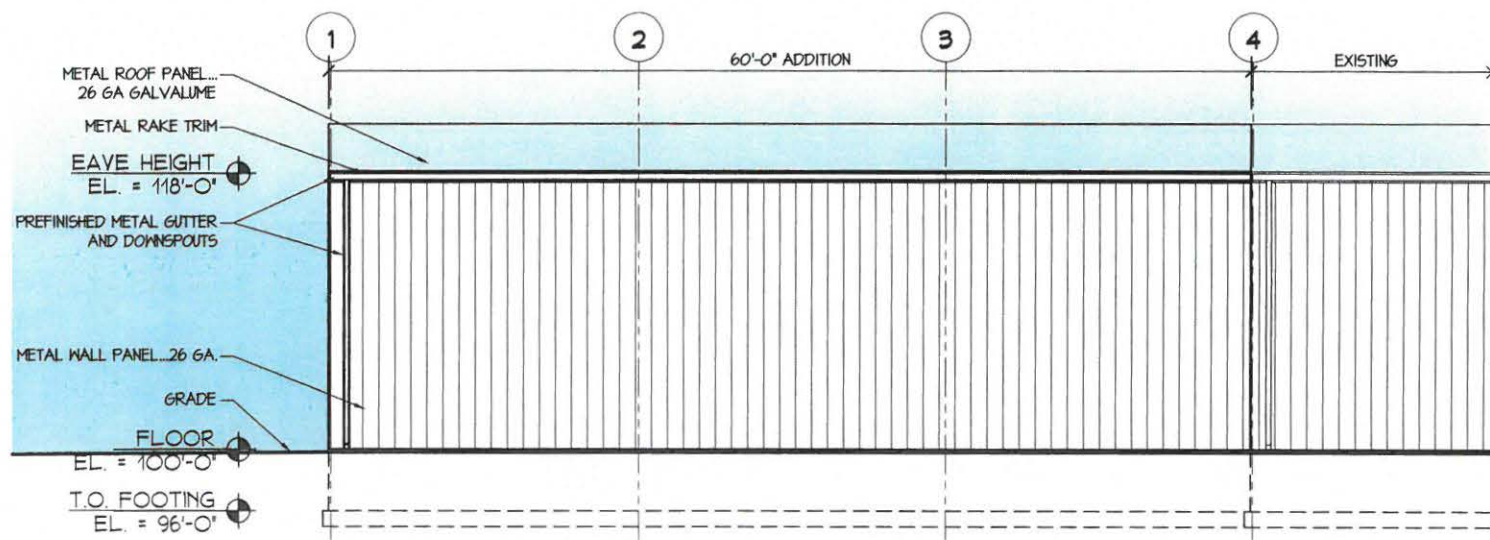 1
2
3
4
60'-0" ADDITION
EXISTING
METAL ROOF PANEL...
26 GA GALVALUME
METAL RAKE TRIM
EAVE HEIGHT
EL. = 118'-0"
PREFINISHED METAL GUTTER
AND DOWNSPOUTS
METAL WALL PANEL...26 GA.
GRADE
FLOOR
EL. = 100'-0"
T.O. FOOTING
EL. = 96'-0"